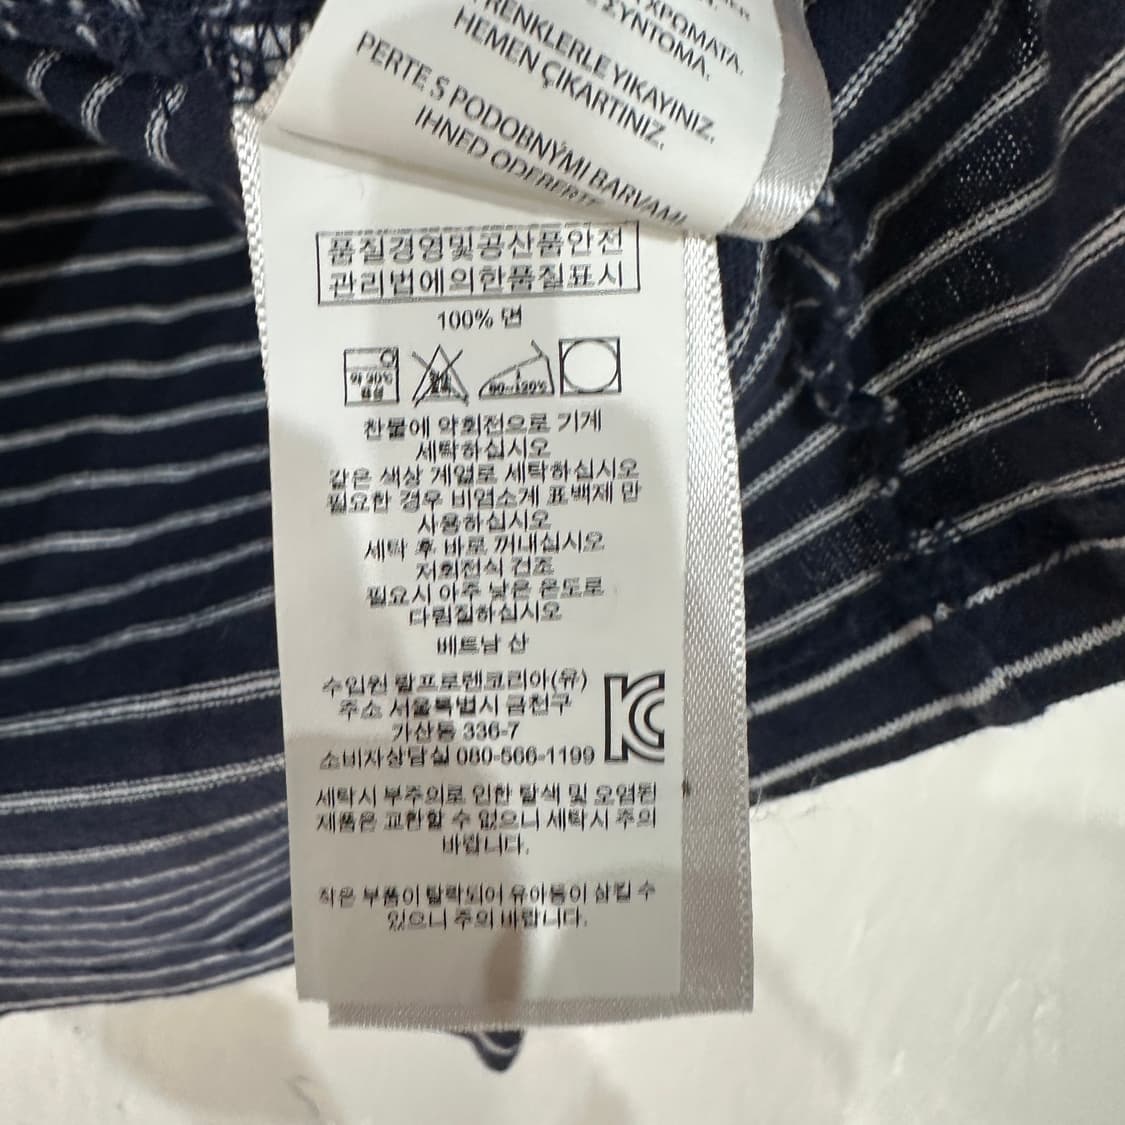 ΧΡΩΜΑΤΑ.
ΣΥΝΤΟΜΑ.
RENKLERLE YIKAYINIZ.
HEMEN ÇIKARTINIZ.
PERTE S PODOBNÝMI BARVAMI
IHNED ODEBERTE
품질경영및공산품안전
관리법에의한품질표시
100% 면
약 30℃
80~120℃
찬물에 약회전으로 기계
세탁하십시오
같은 색상 계열로 세탁하십시오
필요한 경우 비염소계 표백제 만
사용하십시오
세탁 후 바로 꺼내십시오
저회전식 건조
필요시 아주 낮은 온도로
다림질하십시오
베트남 산
수입원 랄프로렌코리아(유)
주소 서울특별시 금천구
가산동 336-7
소비자상담실 080-566-1199
세탁시 부주의로 인한 탈색 및 오염된
제품은 교환할 수 없으니 세탁시 주의
바랍니다.
작은 부품이 탈락되어 유아동이 삼킬 수
있으니 주의 바랍니다.